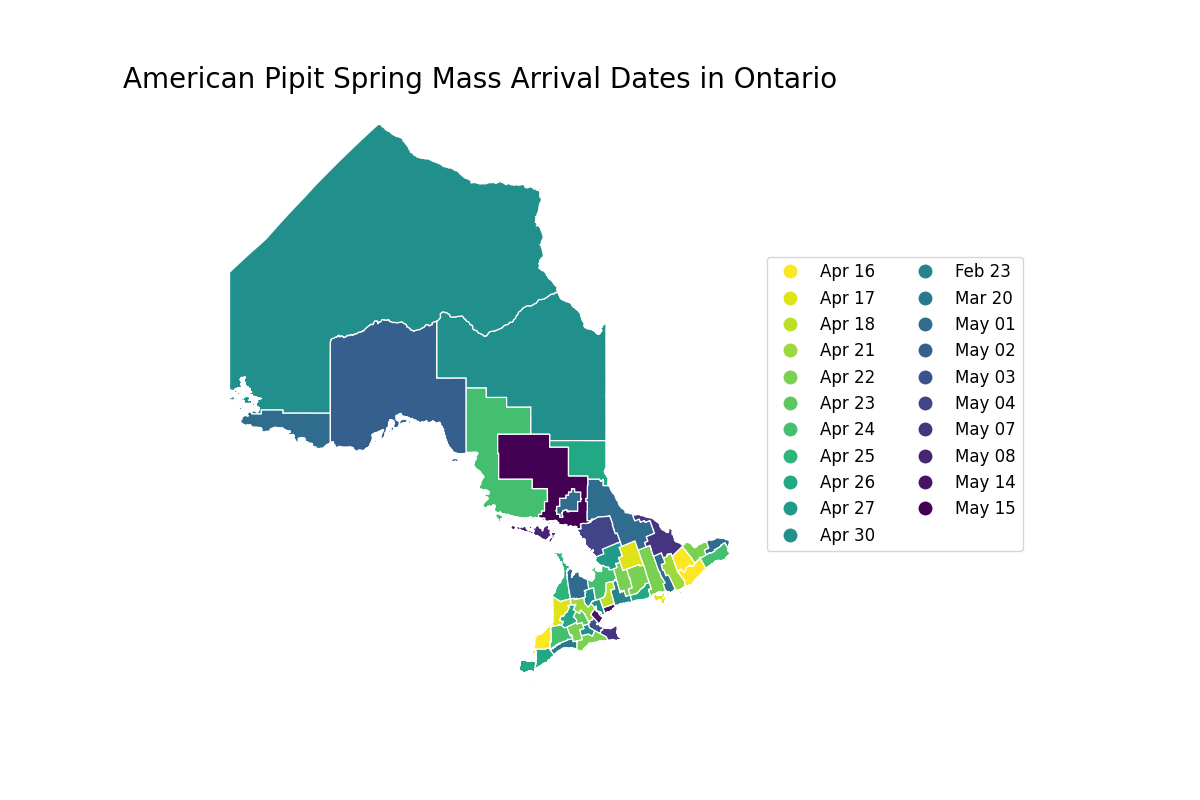 American Pipit Spring Mass Arrival Dates in Ontario
Apr 16
Apr 17
Apr 18
Apr 21
Apr 22
Apr 23
Apr 24
Apr 25
Apr 26
Apr 27
Apr 30
Feb 23
Mar 20
May 01
May 02
May 03
May 04
May 07
May 08
May 14
May 15